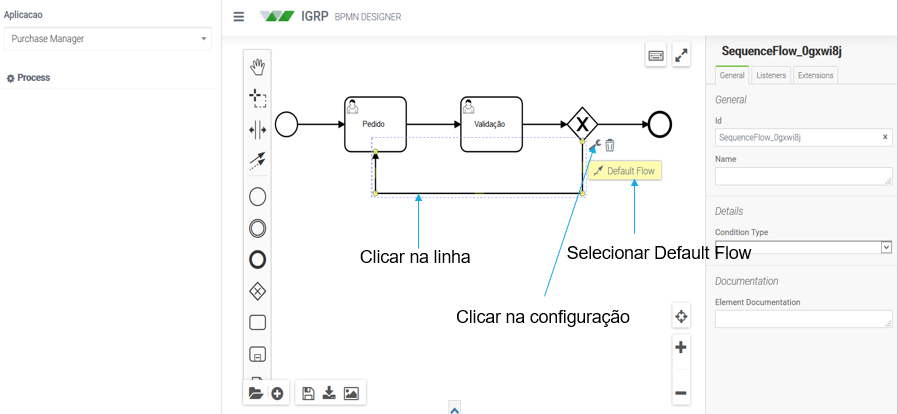 Aplicacao
Purchase Manager
Process
IGRP BPMN DESIGNER
Pedido
Validação
X
Default Flow
Clicar na linha
Selecionar Default Flow
Clicar na configuração
SequenceFlow_0gxwi8j
General Listeners Extensions
General
Id
SequenceFlow_0gxwi8j x
Name
Details
Condition Type
Documentation
Element Documentation